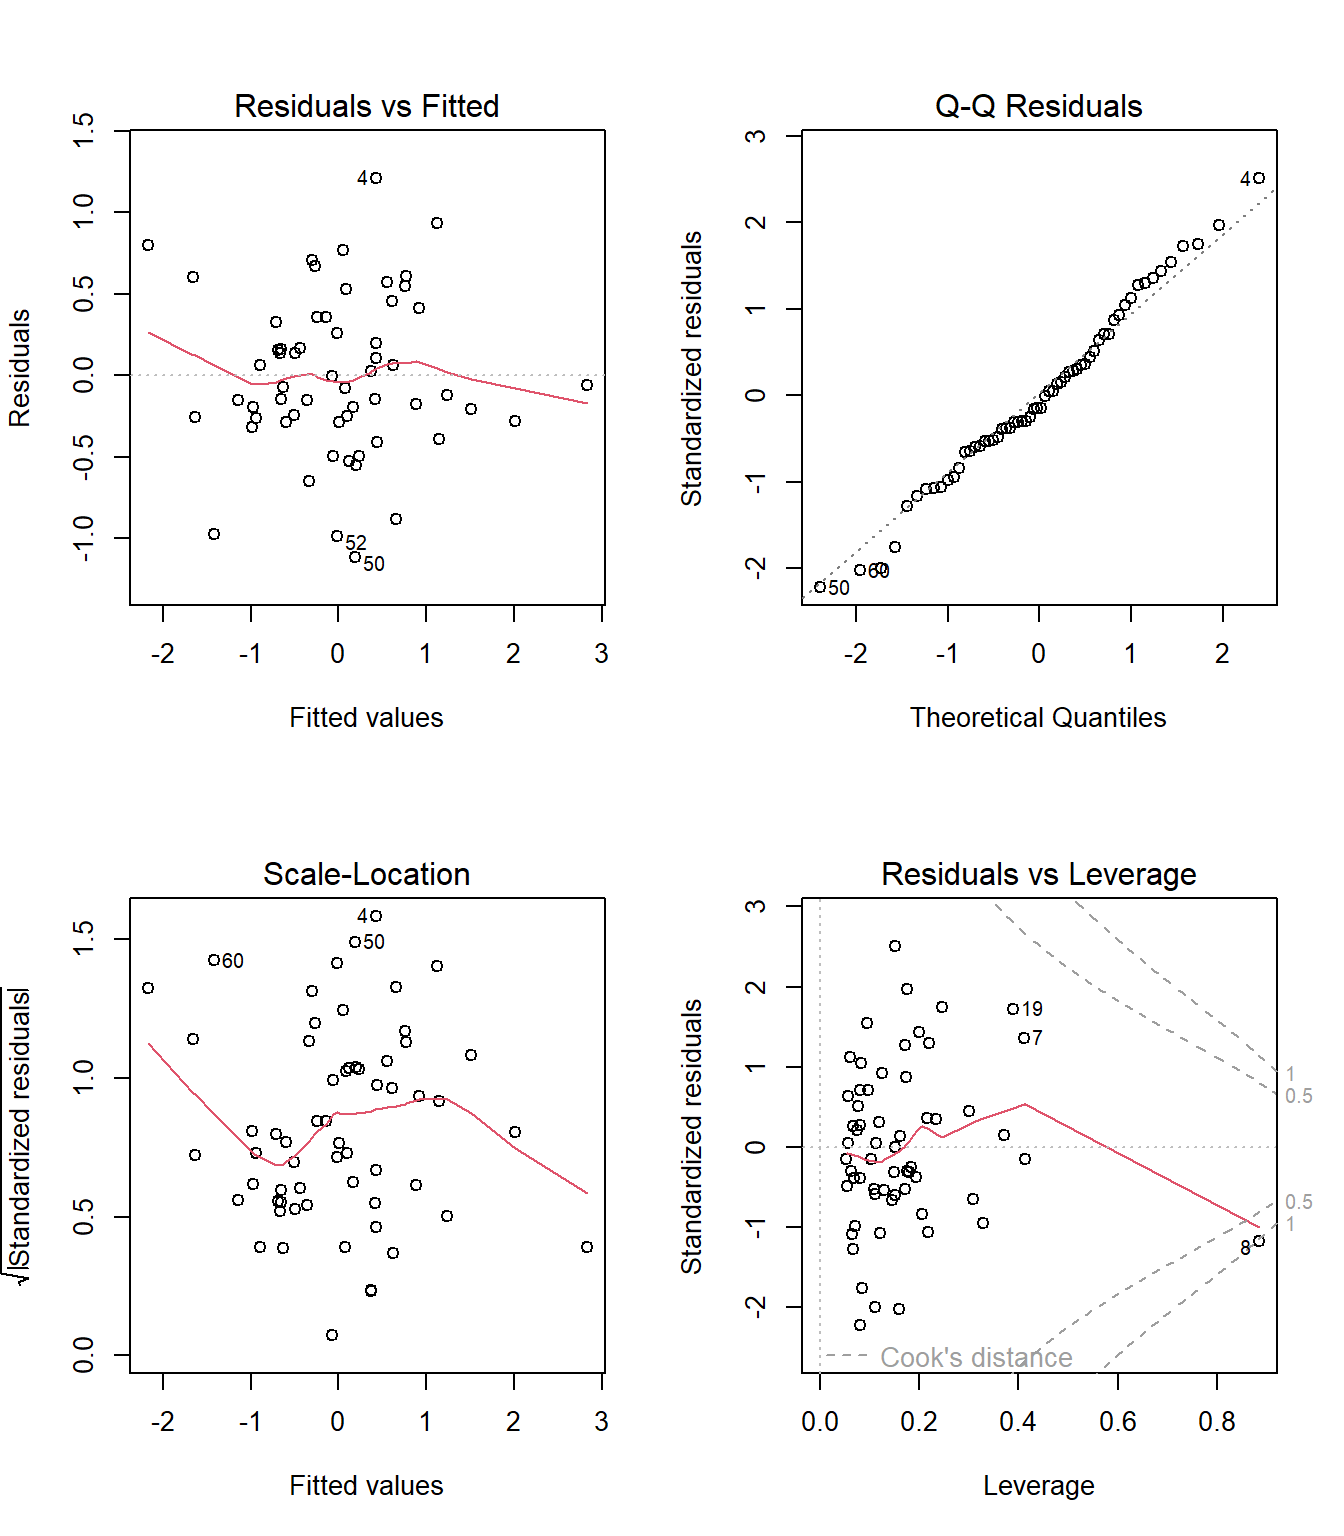 Residuals vs Fitted
Residuals
1.5
1.0
0.5
0.0
-0.5
-1.0
4
52
50
-2 -1 0 1 2 3
Fitted values
Q-Q Residuals
Standardized residuals
3
2
1
0
-1
-2
4
60
50
-2 -1 0 1 2
Theoretical Quantiles
Scale-Location
√|Standardized residuals|
1.5
1.0
0.5
0.0
4
50
60
-2 -1 0 1 2 3
Fitted values
Residuals vs Leverage
Standardized residuals
3
2
1
0
-1
-2
19
7
8
1
0.5
0.5
1
Cook's distance
0.0 0.2 0.4 0.6 0.8
Leverage